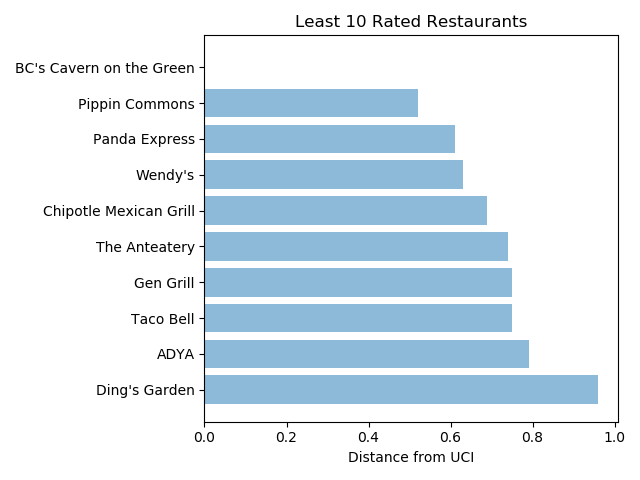 Least 10 Rated Restaurants
BC's Cavern on the Green
Pippin Commons
Panda Express
Wendy's
Chipotle Mexican Grill
The Anteatery
Gen Grill
Taco Bell
ADYA
Ding's Garden
0.0 0.2 0.4 0.6 0.8 1.0
Distance from UCI